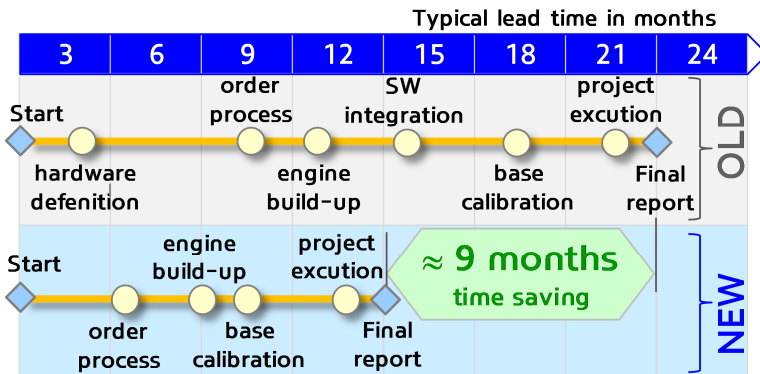 Typical lead time in months
3 6 9 12 15 18 21 24
order process
SW integration
project excution
Start
hardware defenition
engine build-up
base calibration
Final report
OLD
engine build-up
project excution
Start
≈ 9 months
time saving
order process
base calibration
Final report
NEW